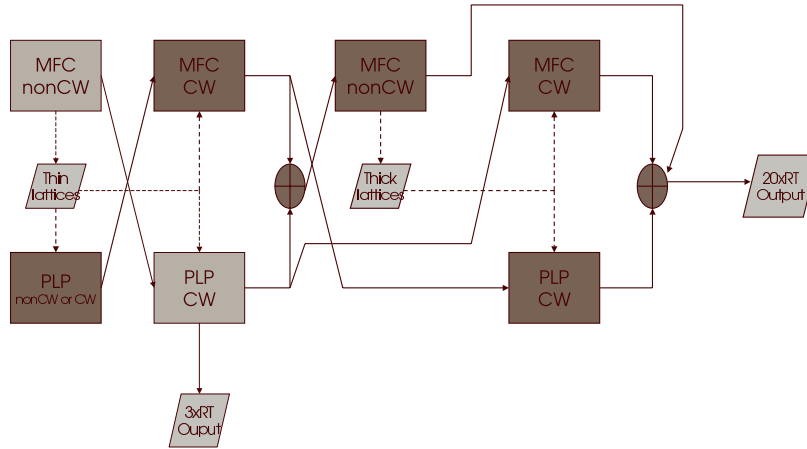 MFC
nonCW
MFC
CW
MFC
nonCW
MFC
CW
Thin
lattices
Thick
lattices
20xRT
Output
PLP
nonCW or CW
PLP
CW
PLP
CW
3xRT
Ouput